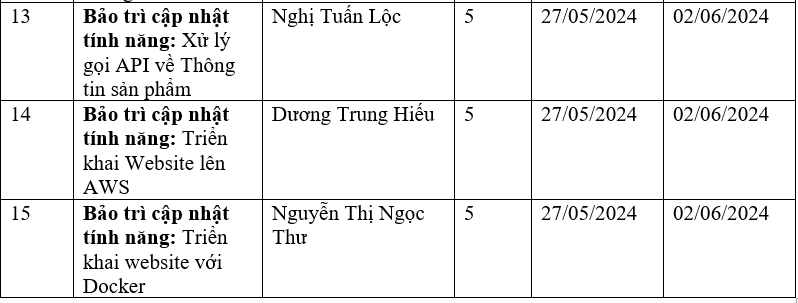 13 Bảo trì cập nhật Nghị Tuấn Lộc 5 27/05/2024 02/06/2024
tính năng: Xử lý
gọi API về Thông
tin sản phẩm
14 Bảo trì cập nhật Dương Trung Hiếu 5 27/05/2024 02/06/2024
tính năng: Triển
khai Website lên
AWS
15 Bảo trì cập nhật Nguyễn Thị Ngọc 5 27/05/2024 02/06/2024
tính năng: Triển Thư
khai website với
Docker